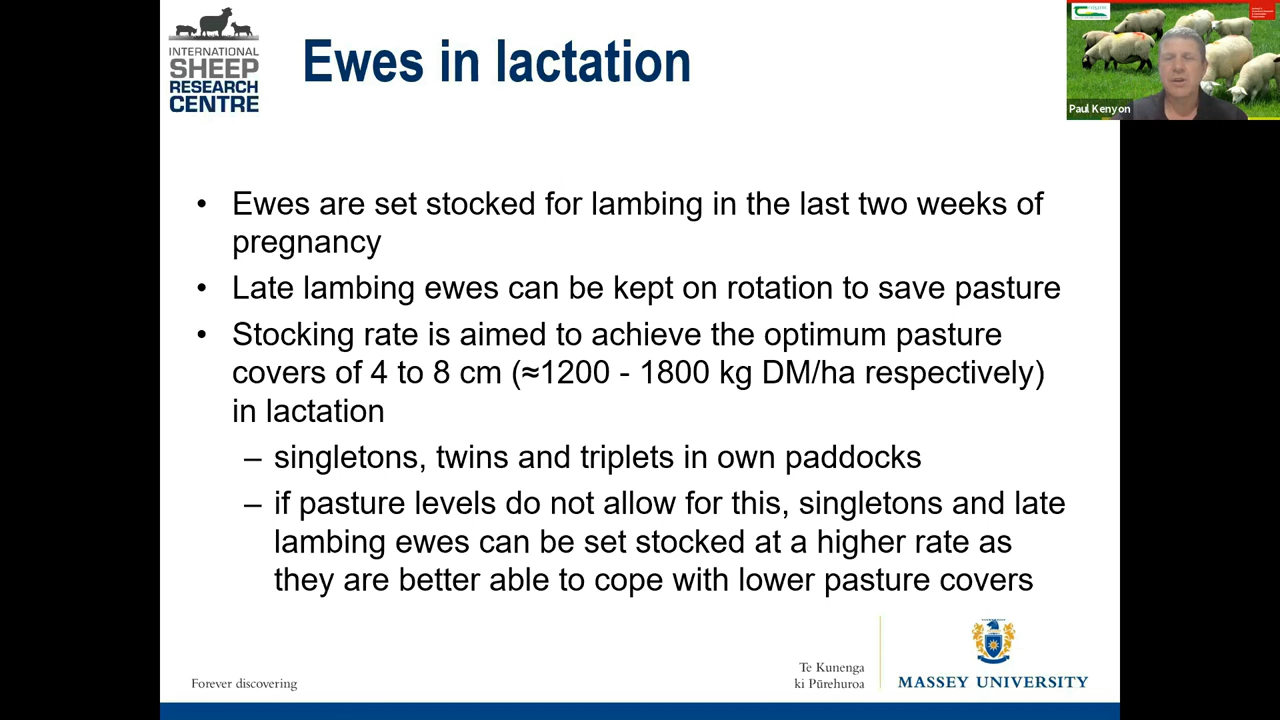 INTERNATIONAL
SHEEP
RESEARCH
CENTRE
Ewes in lactation
Paul Kenyon
• Ewes are set stocked for lambing in the last two weeks of
pregnancy
• Late lambing ewes can be kept on rotation to save pasture
• Stocking rate is aimed to achieve the optimum pasture
covers of 4 to 8 cm (≈1200 - 1800 kg DM/ha respectively)
in lactation
– singletons, twins and triplets in own paddocks
– if pasture levels do not allow for this, singletons and late
lambing ewes can be set stocked at a higher rate as
they are better able to cope with lower pasture covers
Forever discovering
Te Kunenga
ki Pūrehuroa
MASSEY UNIVERSITY